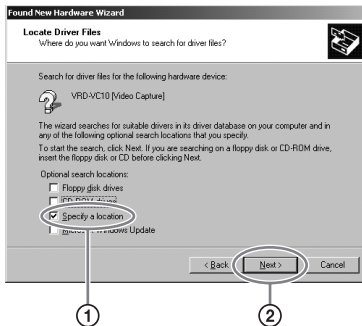 Found New Hardware Wizard
Locate Driver Files
Where do you want Windows to search for driver files?
Search for driver files for the following hardware device:
VRD-VC10 [Video Capture]
The wizard searches for suitable drivers in its driver database on your computer and in
any of the following optional search locations that you specify.
To start the search, click Next. If you are searching on a floppy disk or CD-ROM drive,
insert the floppy disk or CD before clicking Next.
Optional search locations:
Floppy disk drives
CD-ROM drives
Specify a location
Microsoft Windows Update
< Back Next > Cancel
1 2